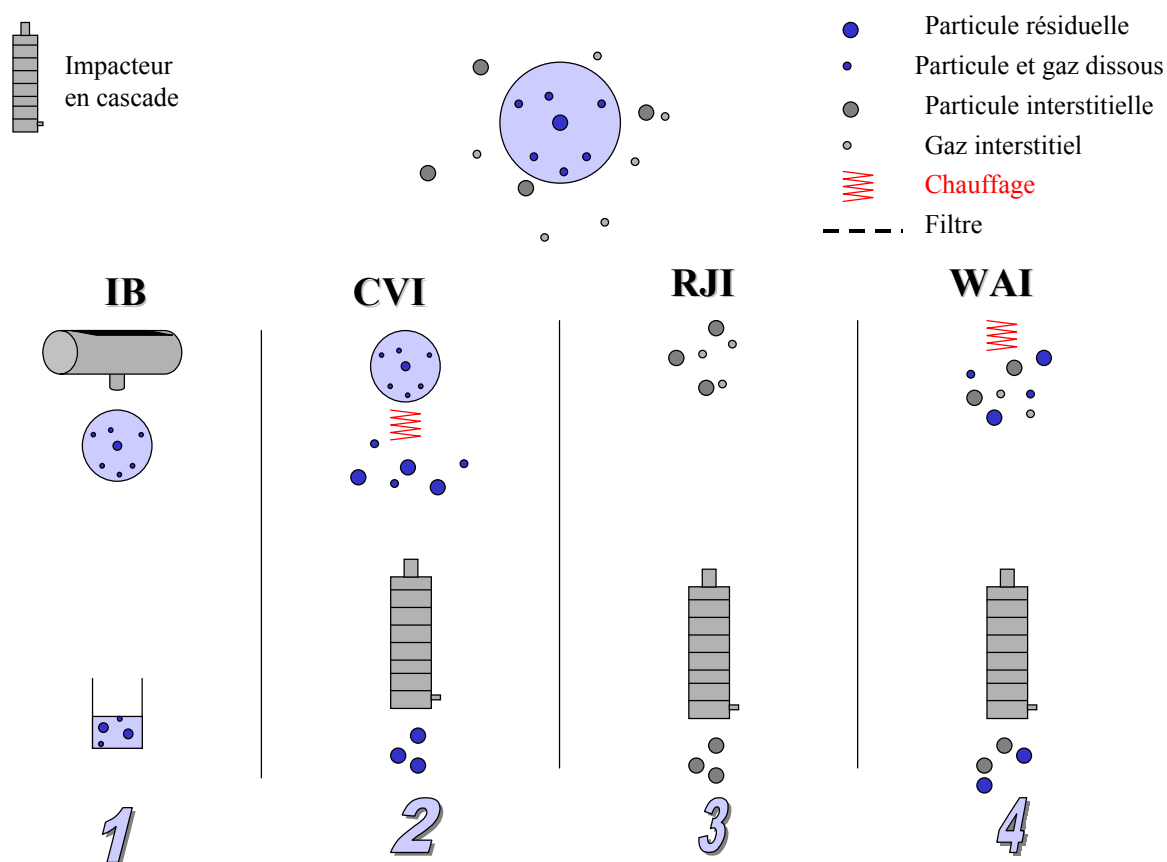 Impacteur
en cascade
Particule résiduelle
Particule et gaz dissous
Particule interstitielle
Gaz interstitiel
Chauffage
Filtre
IB
CVI
RJI
WAI
1
2
3
4